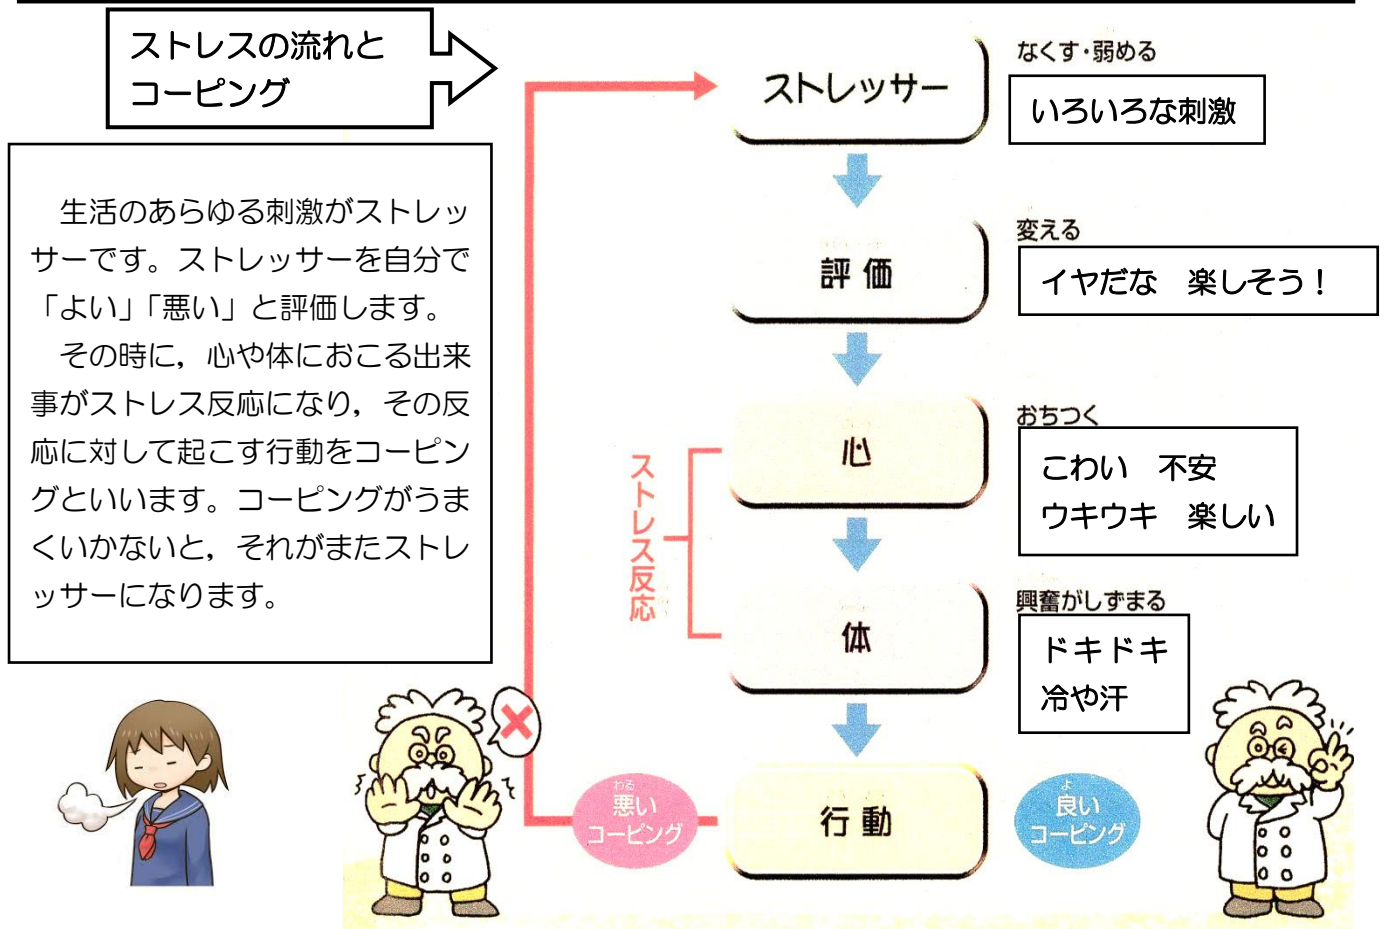 ストレスの流れと
コーピング
生活のあらゆる刺激がストレッ
サーです。ストレッサーを自分で
「よい」「悪い」と評価します。
その時に，心や体におこる出来
事がストレス反応になり，その反
応に対して起こす行動をコーピン
グといいます。コーピングがうま
くいかないと，それがまたストレ
ッサーになります。
ストレッサー
なくす・弱める
いろいろな刺激
評価
変える
イヤだな　楽しそう！
ストレス反応
心
おちつく
こわい　不安
ウキウキ　楽しい
体
興奮がしずまる
ドキドキ
冷や汗
わる
悪い
コーピング
行動
よ
良い
コーピング